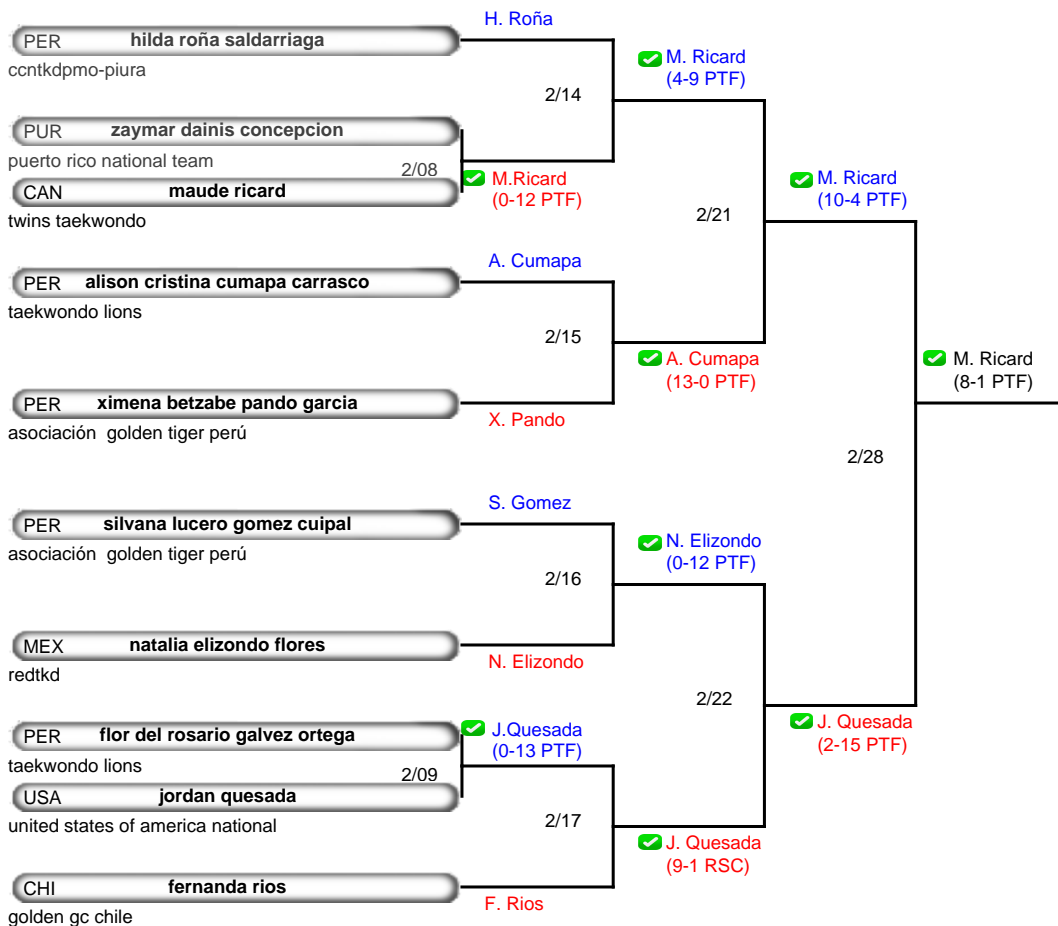 H. Roña
PER hilda roña saldarriaga
ccntkdpmo-piura
M. Ricard
(4-9 PTF)
2/14
PUR zaymar dainis concepcion
puerto rico national team
2/08
CAN maude ricard
twins taekwondo
M.Ricard
(0-12 PTF)
M. Ricard
(10-4 PTF)
2/21
A. Cumapa
PER alison cristina cumapa carrasco
taekwondo lions
2/15
A. Cumapa
(13-0 PTF)
M. Ricard
(8-1 PTF)
PER ximena betzabe pando garcia
asociación golden tiger perú
X. Pando
2/28
S. Gomez
PER silvana lucero gomez cuipal
asociación golden tiger perú
N. Elizondo
(0-12 PTF)
2/16
MEX natalia elizondo flores
redtkd
N. Elizondo
2/22
PER flor del rosario galvez ortega
taekwondo lions
J.Quesada
(0-13 PTF)
J. Quesada
(2-15 PTF)
2/09
USA jordan quesada
united states of america national
2/17
J. Quesada
(9-1 RSC)
CHI fernanda rios
golden gc chile
F. Rios